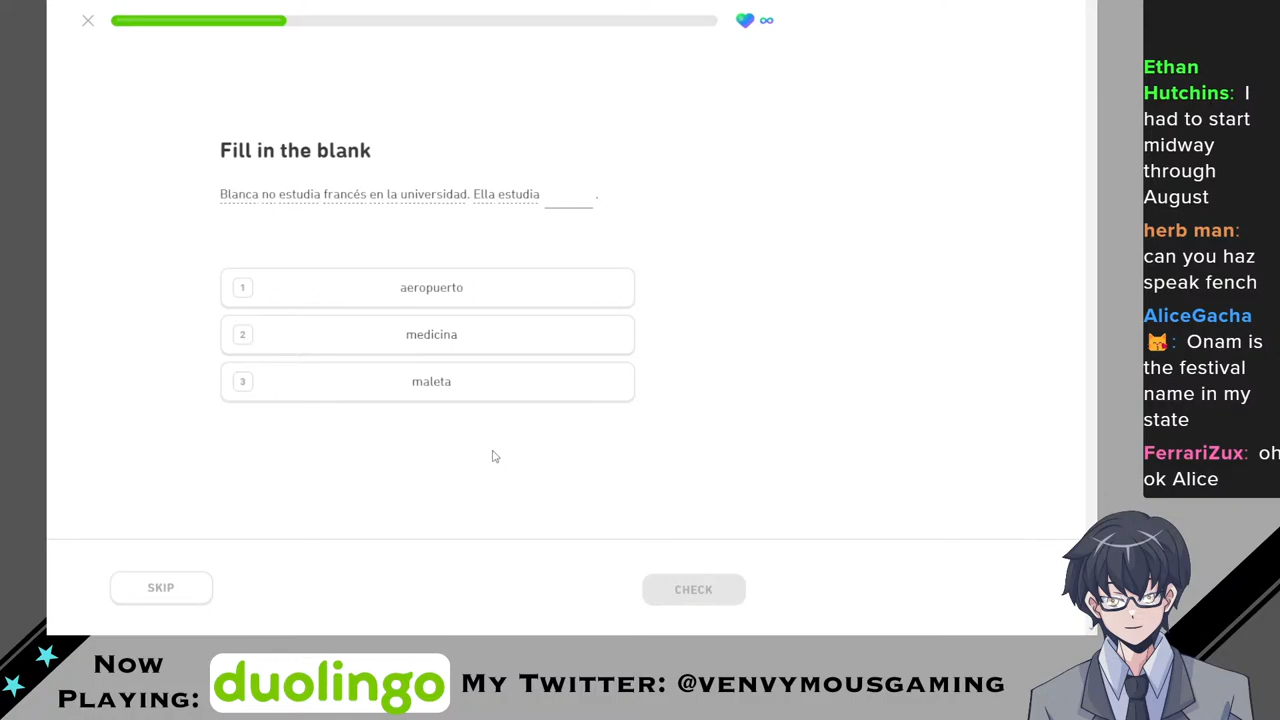 Fill in the blank
Blanca no estudia francés en la universidad. Ella estudia ______ .
1 aeropuerto
2 medicina
3 maleta
SKIP
CHECK
Ethan
Hutchins: I
had to start
midway
through
August
herb man:
can you haz
speak fench
AliceGacha
: Onam is
the festival
name in my
state
FerrariZux: oh
ok Alice
Now
Playing:
duolingo
My Twitter: @venvymousgaming